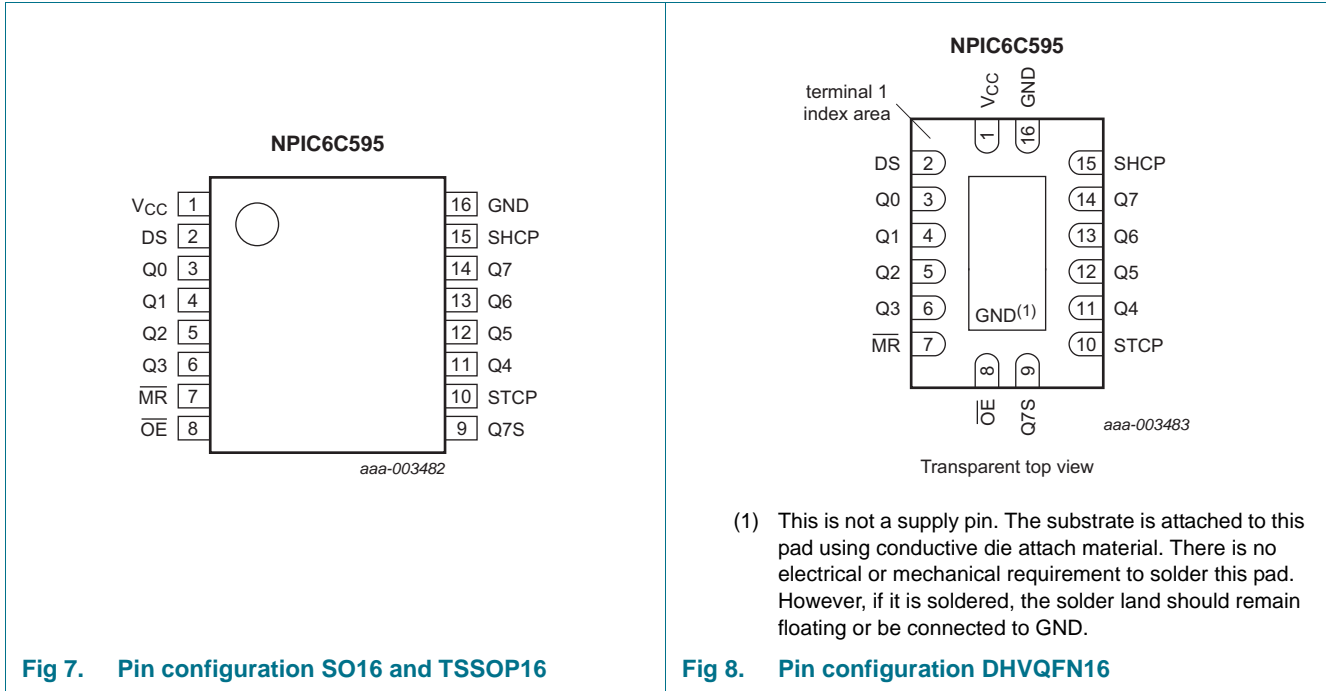 NPIC6C595
VCC 1
DS 2
Q0 3
Q1 4
Q2 5
Q3 6
MR 7
OE 8
16 GND
15 SHCP
14 Q7
13 Q6
12 Q5
11 Q4
10 STCP
9 Q7S
aaa-003482
Fig 7. Pin configuration SO16 and TSSOP16
NPIC6C595
terminal 1
index area
VCC
GND
1
16
DS 2
Q0 3
Q1 4
Q2 5
Q3 6
MR 7
15 SHCP
14 Q7
13 Q6
12 Q5
11 Q4
10 STCP
GND(1)
8
9
OE
Q7S
aaa-003483
Transparent top view
(1) This is not a supply pin. The substrate is attached to this
pad using conductive die attach material. There is no
electrical or mechanical requirement to solder this pad.
However, if it is soldered, the solder land should remain
floating or be connected to GND.
Fig 8. Pin configuration DHVQFN16